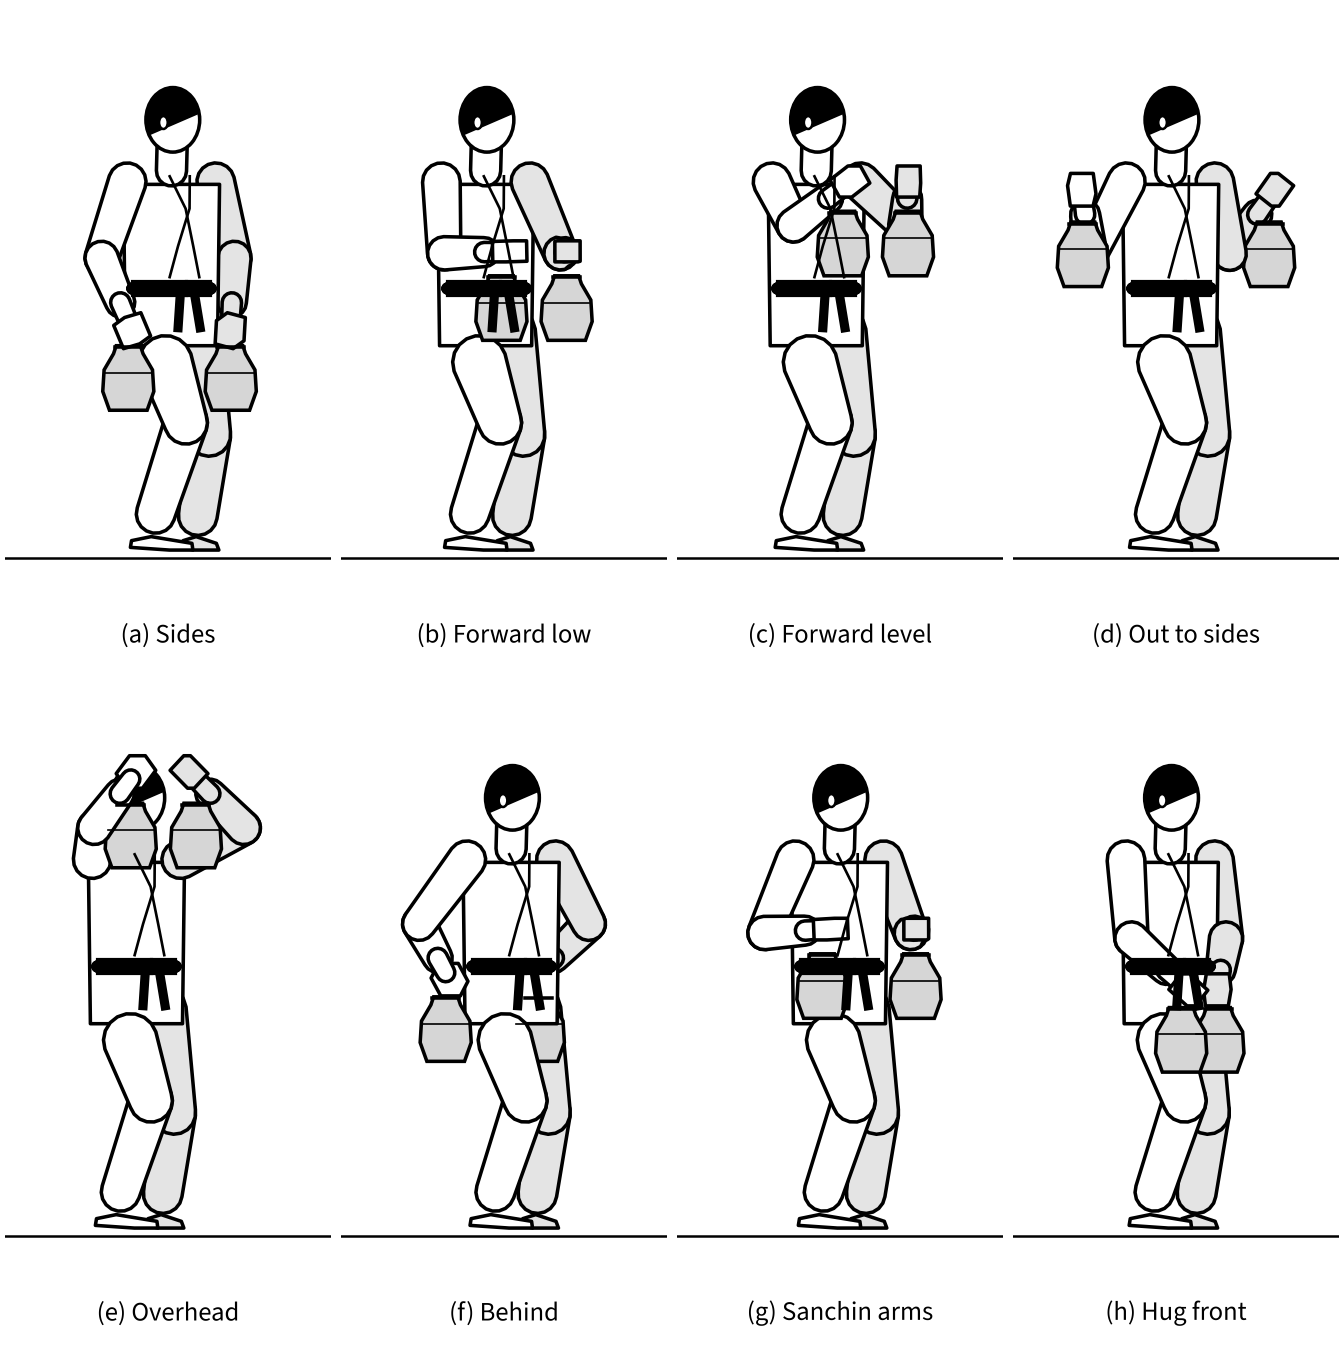 (a) Sides
(b) Forward low
(c) Forward level
(d) Out to sides
(e) Overhead
(f) Behind
(g) Sanchin arms
(h) Hug front